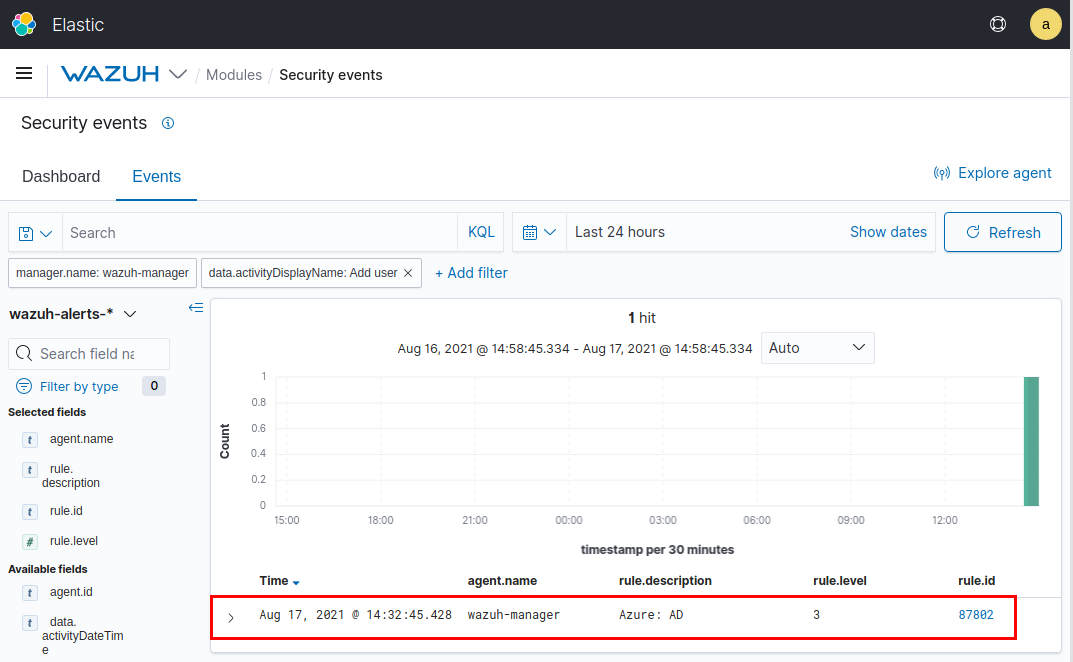 Elastic
a
WAZUH / Modules / Security events
Security events
Dashboard Events
Explore agent
Search KQL Last 24 hours Show dates Refresh
manager.name: wazuh-manager data.activityDisplayName: Add user × + Add filter
wazuh-alerts-*
Search field na
Filter by type 0
Selected fields
t agent.name
t rule.
description
t rule.id
# rule.level
Available fields
t agent.id
t data.
activityDateTim
e
1 hit
Aug 16, 2021 @ 14:58:45.334 - Aug 17, 2021 @ 14:58:45.334 Auto
Count
1
0.8
0.6
0.4
0.2
0
15:00 18:00 21:00 00:00 03:00 06:00 09:00 12:00
timestamp per 30 minutes
Time agent.name rule.description rule.level rule.id
Aug 17, 2021 @ 14:32:45.428 wazuh-manager Azure: AD 3 87802